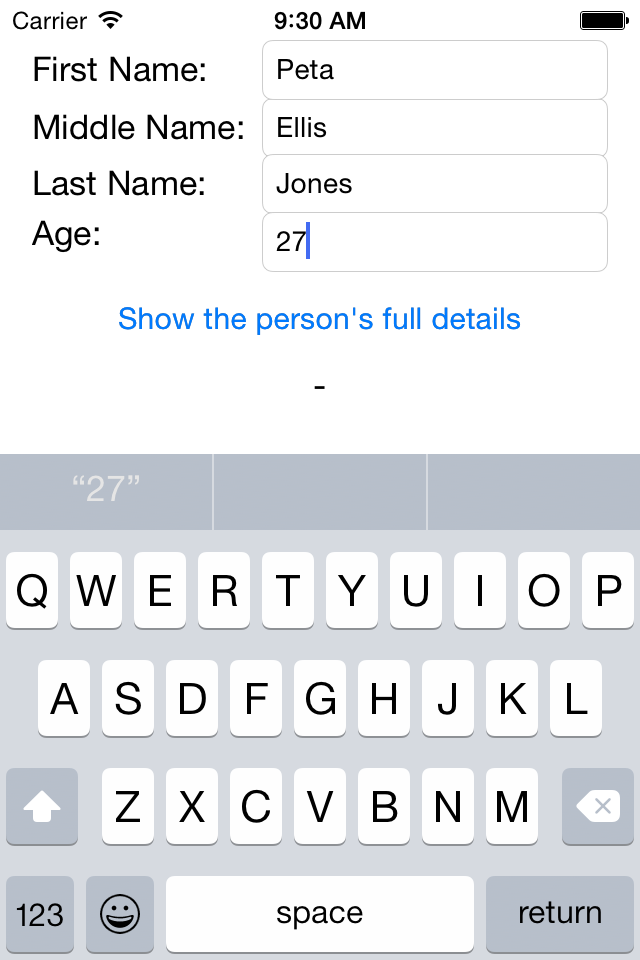 Carrier 9:30 AM
First Name: Peta
Middle Name: Ellis
Last Name: Jones
Age: 27
Show the person's full details
-
“27”
Q W E R T Y U I O P
A S D F G H J K L
Z X C V B N M
123 space return